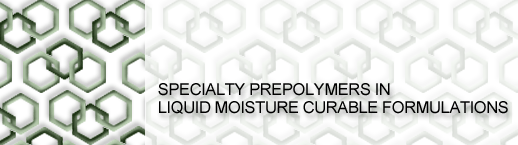 SPECIALTY PREPOLYMERS IN
LIQUID MOISTURE CURABLE FORMULATIONS